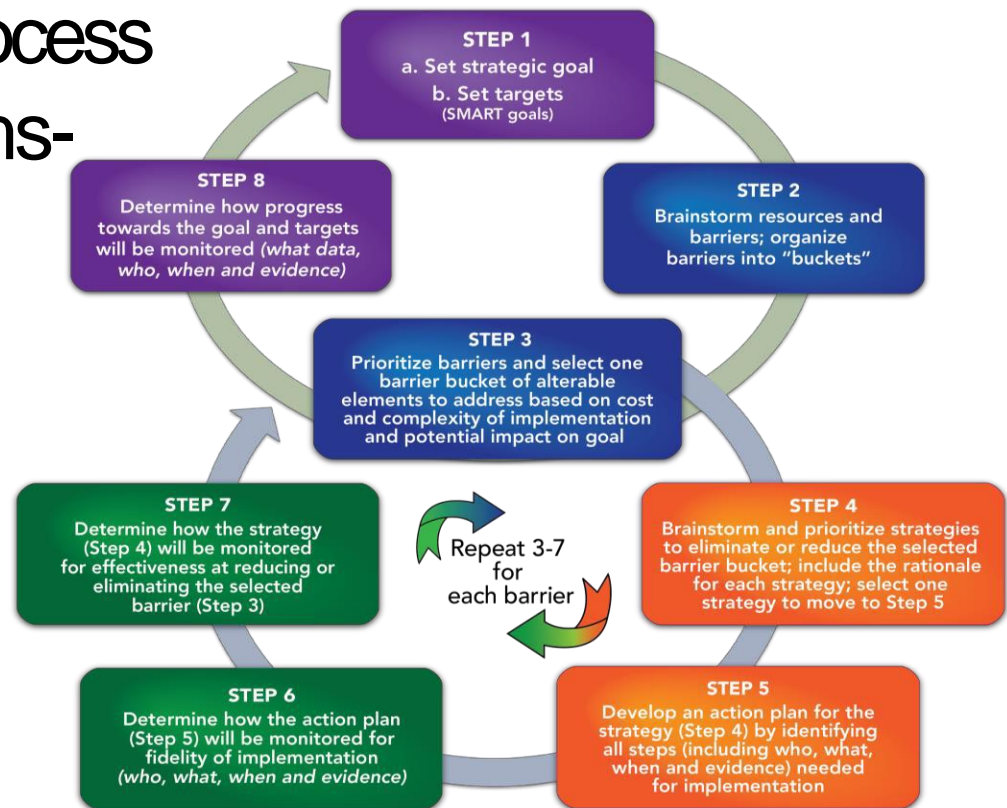 ocess
ns-
STEP 1
a. Set strategic goal
b. Set targets
(SMART goals)
STEP 2
Brainstorm resources and
barriers; organize
barriers into "buckets"
STEP 3
Prioritize barriers and select one
barrier bucket of alterable
elements to address based on cost
and complexity of implementation
and potential impact on goal
STEP 4
Brainstorm and prioritize strategies
to eliminate or reduce the selected
barrier bucket; include the rationale
for each strategy; select one
strategy to move to Step 5
STEP 5
Develop an action plan for the
strategy (Step 4) by identifying
all steps (including who, what,
when and evidence) needed
for implementation
STEP 6
Determine how the action plan
(Step 5) will be monitored for
fidelity of implementation
(who, what, when and evidence)
STEP 7
Determine how the strategy
(Step 4) will be monitored
for effectiveness at reducing or
eliminating the selected
barrier (Step 3)
STEP 8
Determine how progress
towards the goal and targets
will be monitored (what data,
who, when and evidence)
Repeat 3-7
for
each barrier